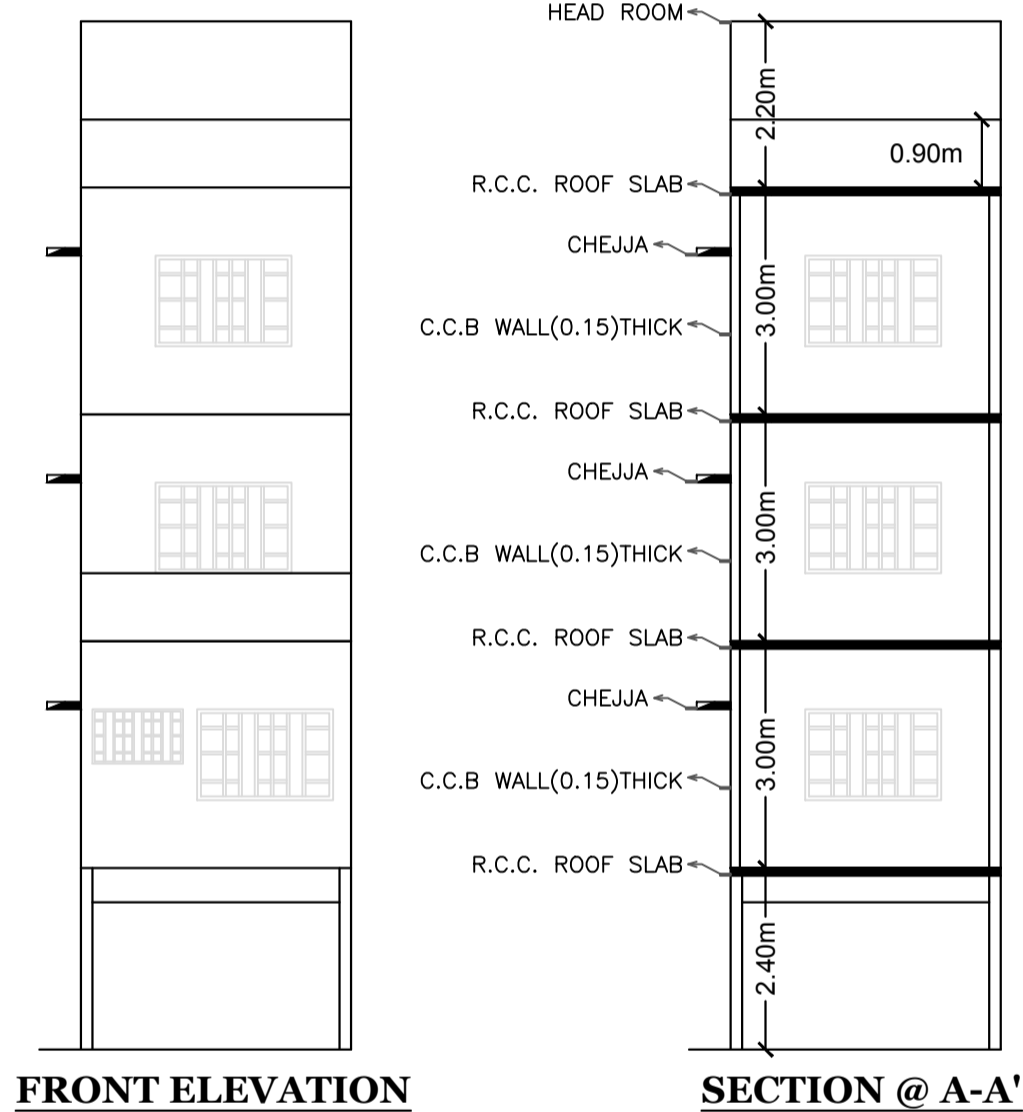 HEAD ROOM
2.20m
0.90m
R.C.C. ROOF SLAB
CHEJJA
3.00m
C.C.B WALL(0.15)THICK
R.C.C. ROOF SLAB
CHEJJA
3.00m
C.C.B WALL(0.15)THICK
R.C.C. ROOF SLAB
CHEJJA
3.00m
C.C.B WALL(0.15)THICK
R.C.C. ROOF SLAB
2.40m
FRONT ELEVATION
SECTION @ A-A'